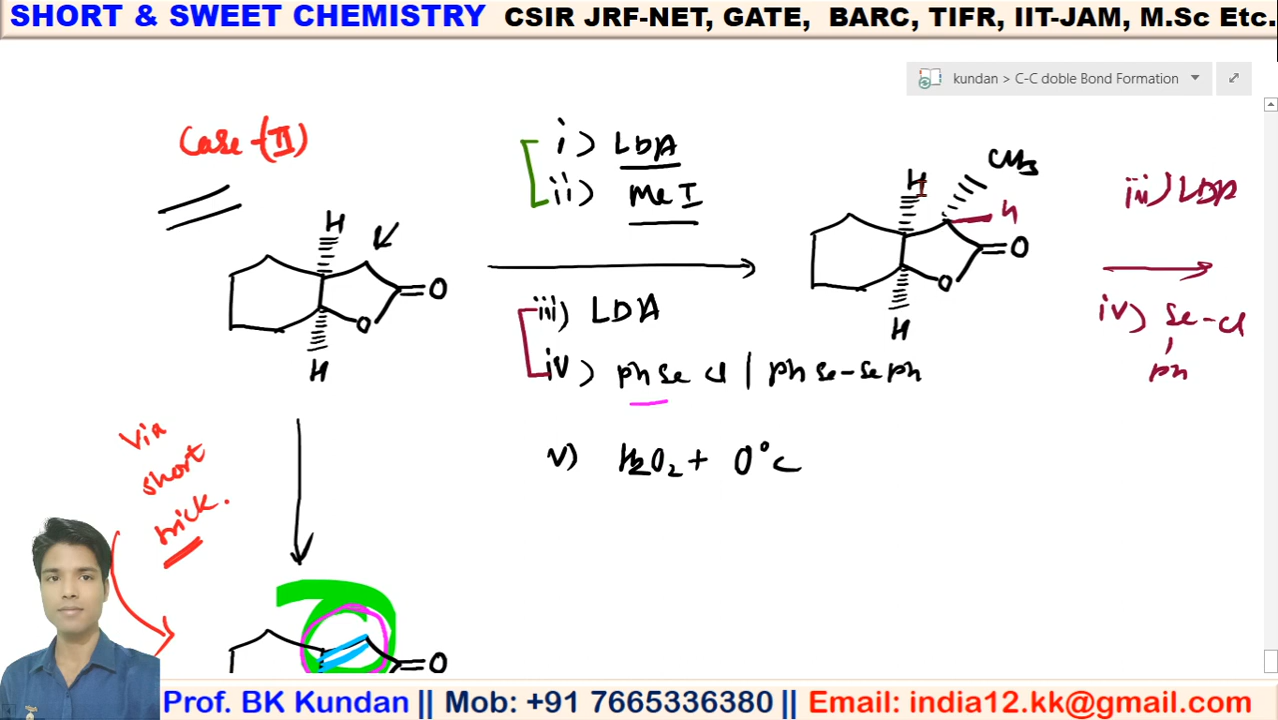 SHORT & SWEET CHEMISTRY CSIR JRF-NET, GATE, BARC, TIFR, IIT-JAM, M.Sc Etc.
kundan > C-C doble Bond Formation
Case-(II)
i) LDA
ii) MeI
iii) LDA
iv) phSeCl | phSe-Seph
v) H2O2 + 0°C
H
O
O
H
H
CH3
H
O
O
H
iii) LDA
iv) Se-Cl
ph
Via
short
trick.
O
Prof. BK Kundan || Mob: +91 7665336380 || Email: india12.kk@gmail.com